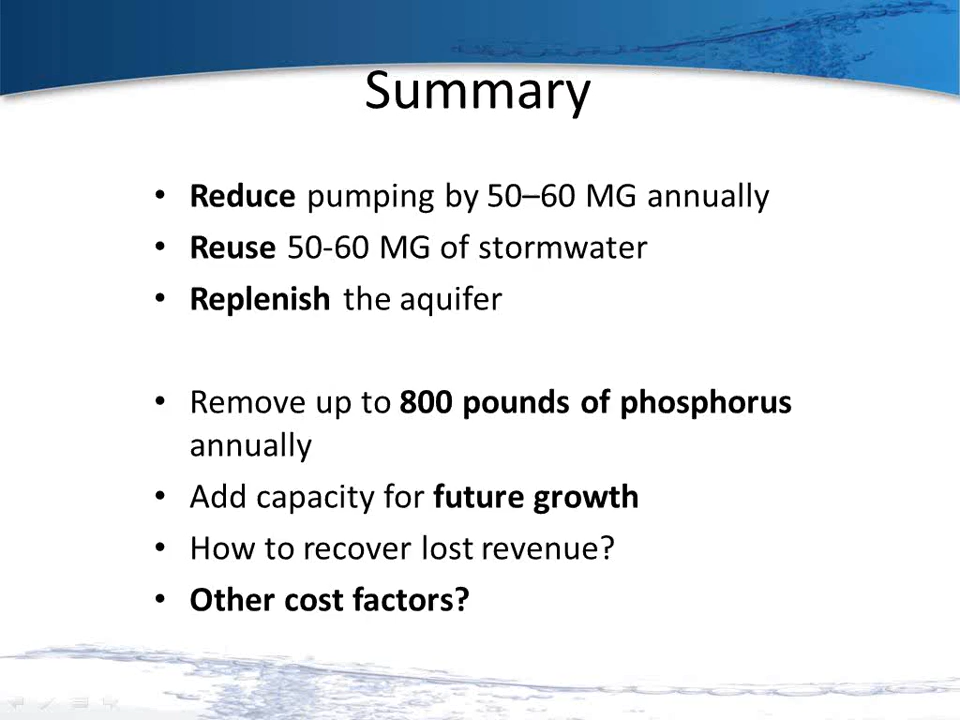 Summary
• Reduce pumping by 50–60 MG annually
• Reuse 50-60 MG of stormwater
• Replenish the aquifer
• Remove up to 800 pounds of phosphorus
annually
• Add capacity for future growth
• How to recover lost revenue?
• Other cost factors?